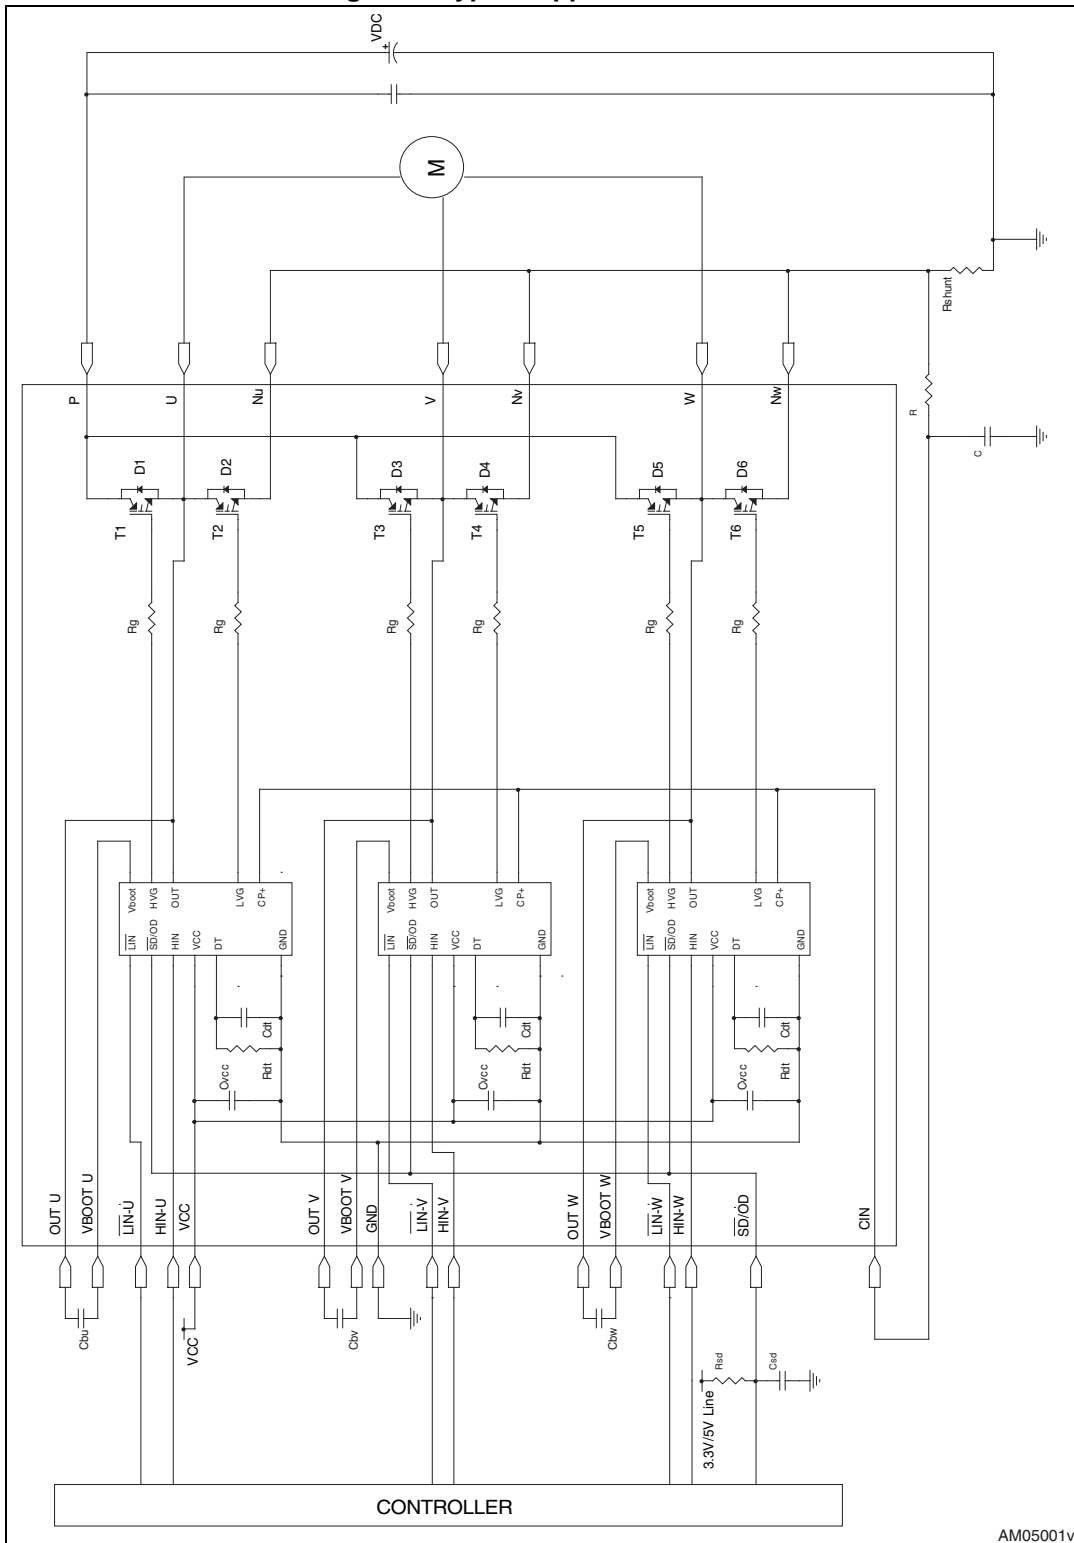 VDC
+
M
Rshunt
P
U
Nu
V
Nv
W
Nw
R
C
D1
D2
D3
D4
D5
D6
T1
T2
T3
T4
T5
T6
Rg
Rg
Rg
Rg
Rg
Rg
Vboot
HVG
OUT
LVG
CP+
LIN
SD/OD
HIN
VCC
DT
GND
Vboot
HVG
OUT
LVG
CP+
LIN
SD/OD
HIN
VCC
DT
GND
Vboot
HVG
OUT
LVG
CP+
LIN
SD/OD
HIN
VCC
DT
GND
Cdt
Rdt
Cvcc
Cdt
Rdt
Cvcc
Cdt
Rdt
Cvcc
OUT U
VBOOT U
LIN-U
HIN-U
VCC
OUT V
VBOOT V
GND
LIN-V
HIN-V
OUT W
VBOOT W
LIN-W
HIN-W
SD/OD
CIN
Cbu
VCC
Cbv
Cbw
Rsd
Csd
3.3V/5V Line
CONTROLLER
AM05001v